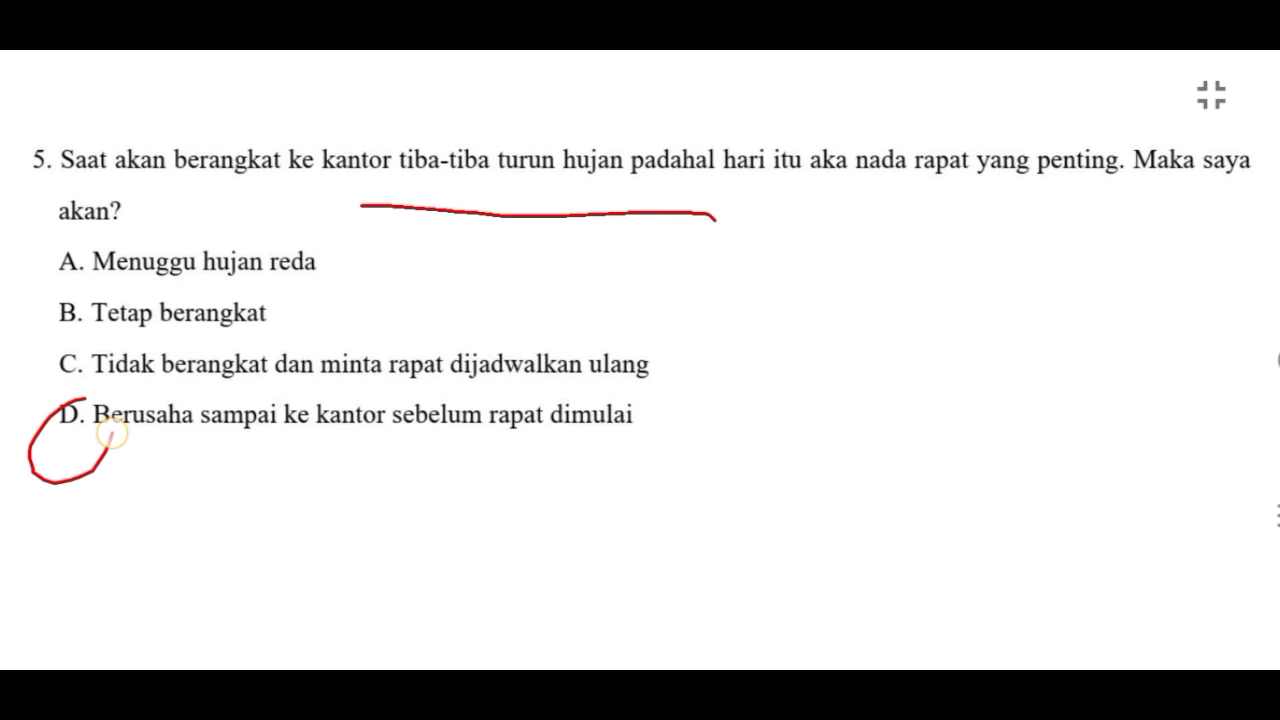 5. Saat akan berangkat ke kantor tiba-tiba turun hujan padahal hari itu aka nada rapat yang penting. Maka saya
akan?
A. Menuggu hujan reda
B. Tetap berangkat
C. Tidak berangkat dan minta rapat dijadwalkan ulang
D. Berusaha sampai ke kantor sebelum rapat dimulai